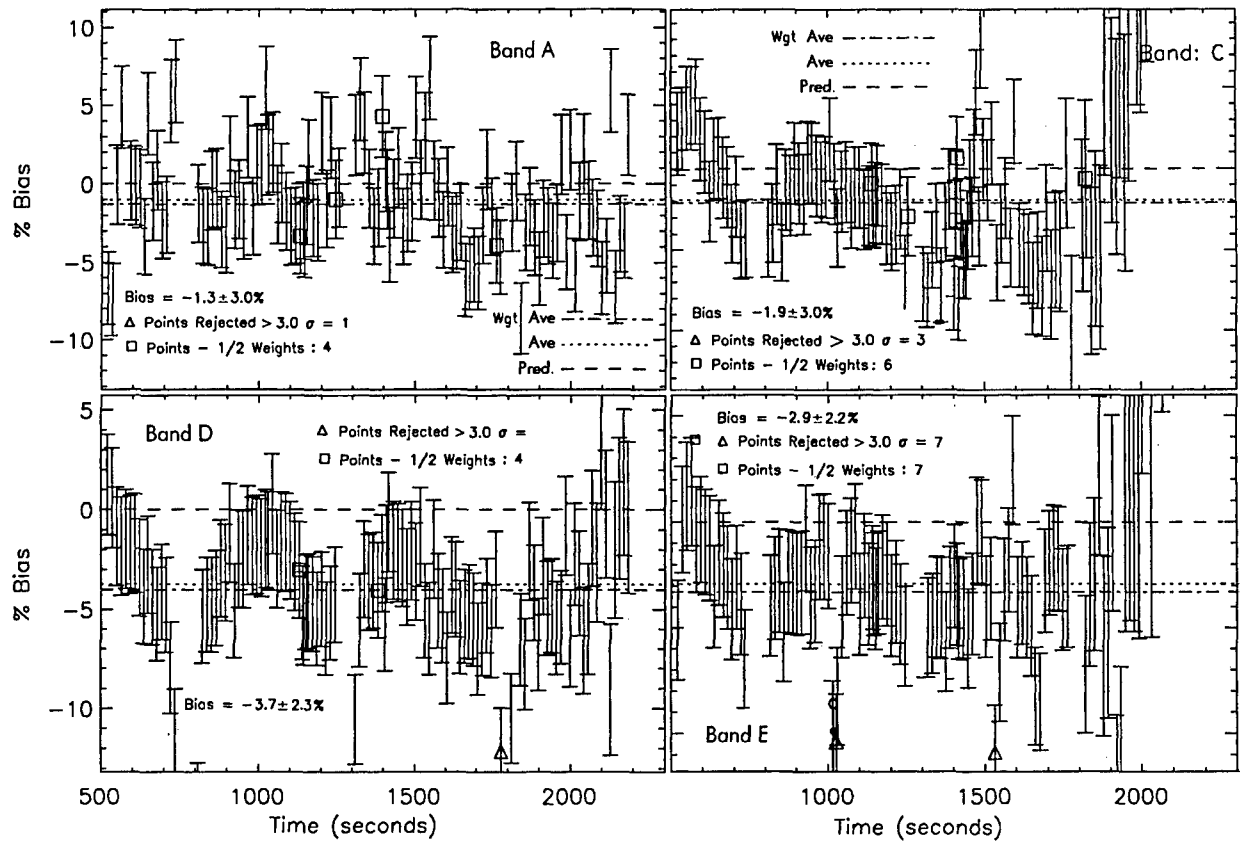 10
5
0
−5
−10
% Bias
Band A
Bias = −1.3±3.0%
△ Points Rejected > 3.0 σ = 1
□ Points − 1/2 Weights : 4
Wgt Ave
Ave
Pred.
Wgt Ave
Ave
Pred.
Band: C
Bias = −1.9±3.0%
△ Points Rejected > 3.0 σ = 3
□ Points − 1/2 Weights : 6
5
0
−5
−10
% Bias
Band D
△ Points Rejected > 3.0 σ =
□ Points − 1/2 Weights : 4
Bias = −3.7±2.3%
500 1000 1500 2000
Time (seconds)
Bias = −2.9±2.2%
△ Points Rejected > 3.0 σ = 7
□ Points − 1/2 Weights : 7
Band E
1000 1500 2000
Time (seconds)